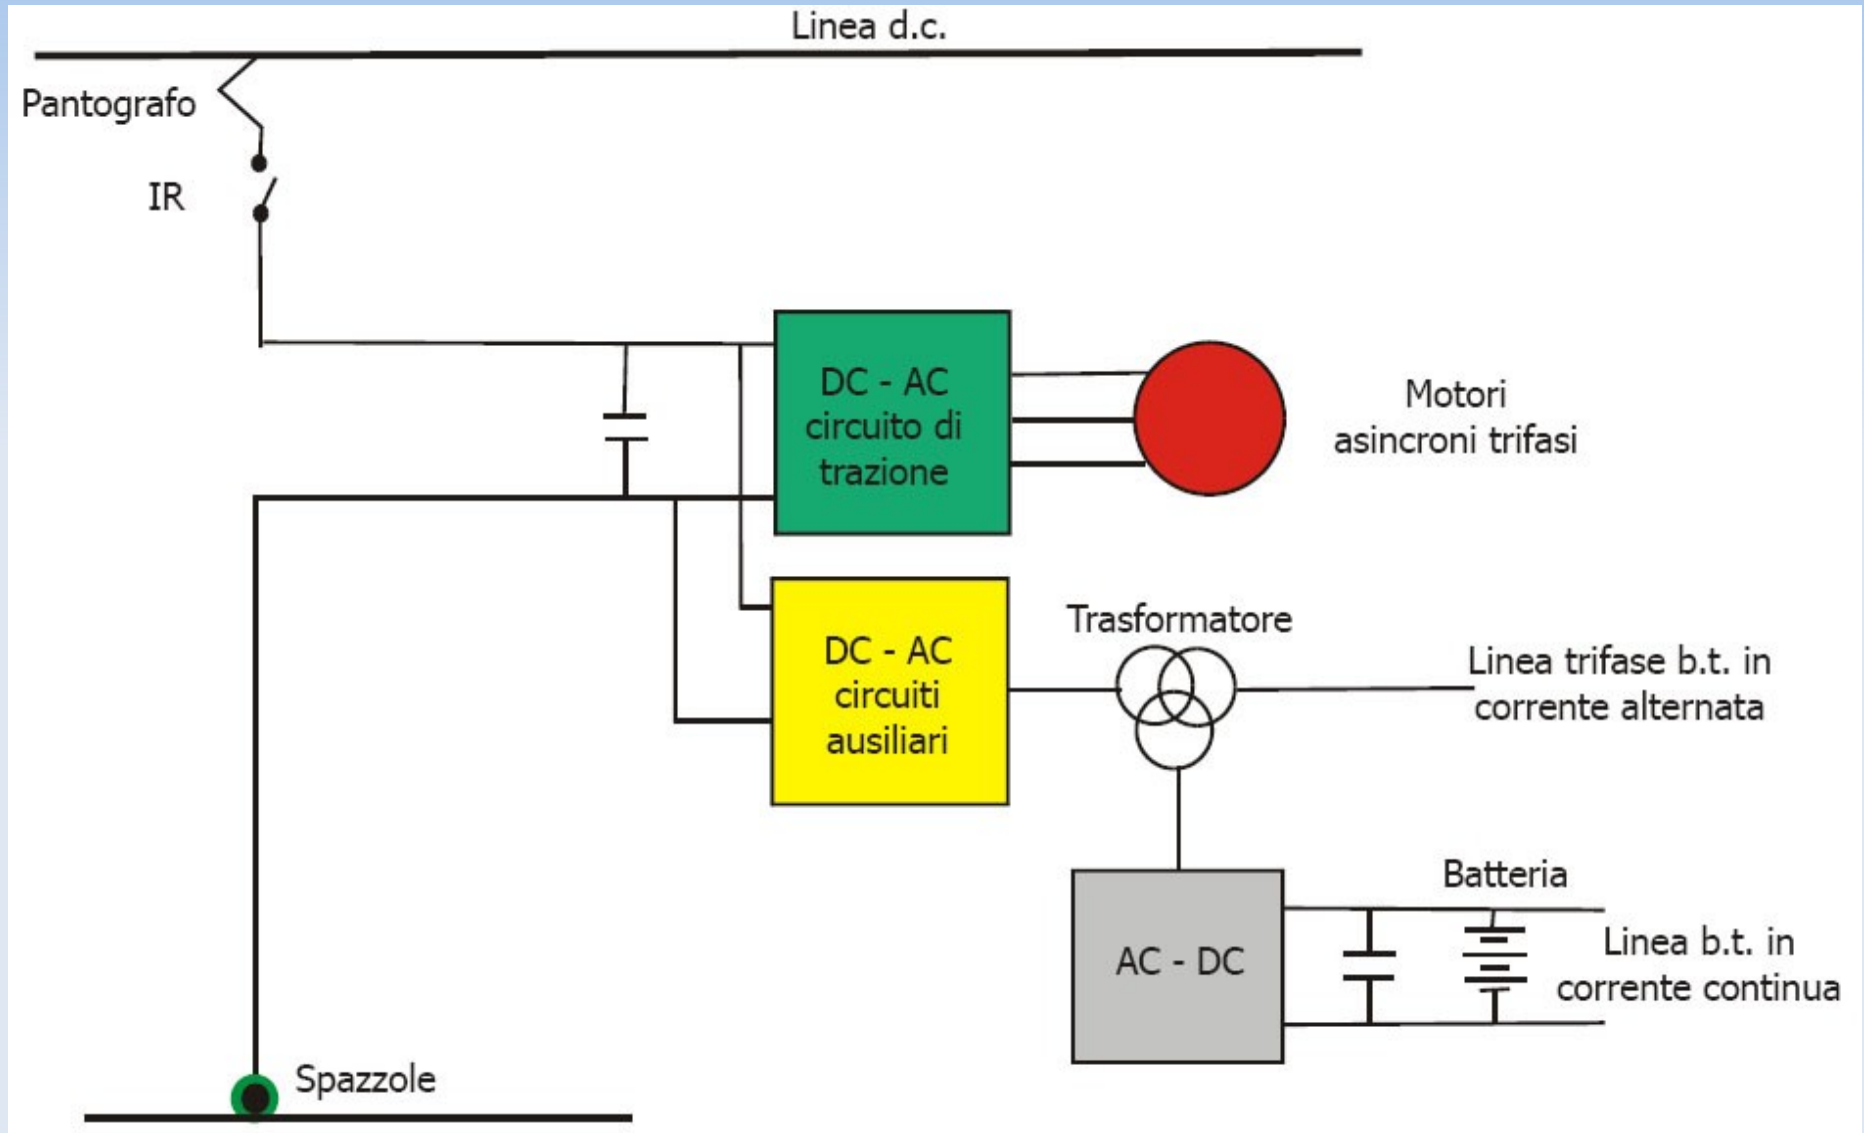 Linea d.c.
Pantografo
IR
DC - AC
circuito di
trazione
Motori
asincroni trifasi
DC - AC
circuiti
ausiliari
Trasformatore
Linea trifase b.t. in
corrente alternata
Batteria
AC - DC
Linea b.t. in
corrente continua
Spazzole